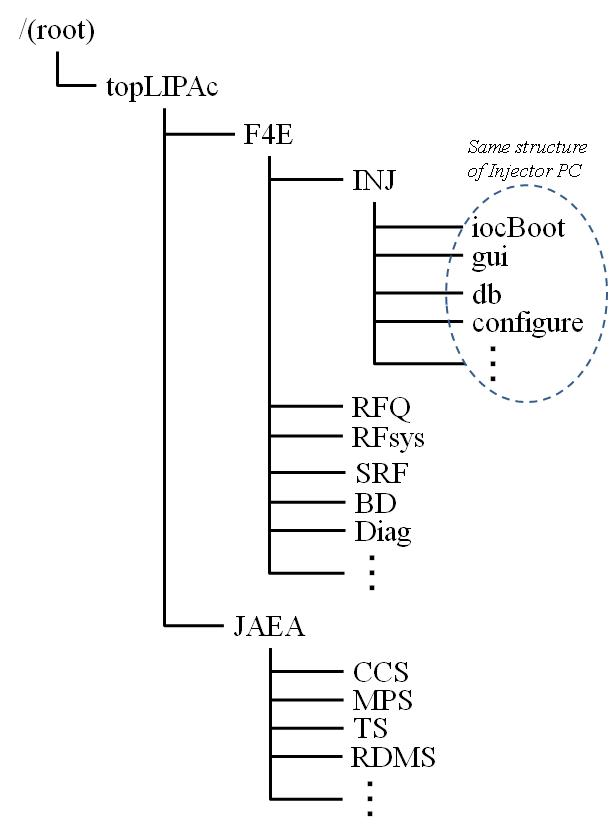 /(root)
topLIPAc
F4E
Same structure
of Injector PC
INJ
iocBoot
gui
db
configure
⋮
RFQ
RFsys
SRF
BD
Diag
⋮
JAEA
CCS
MPS
TS
RDMS
⋮